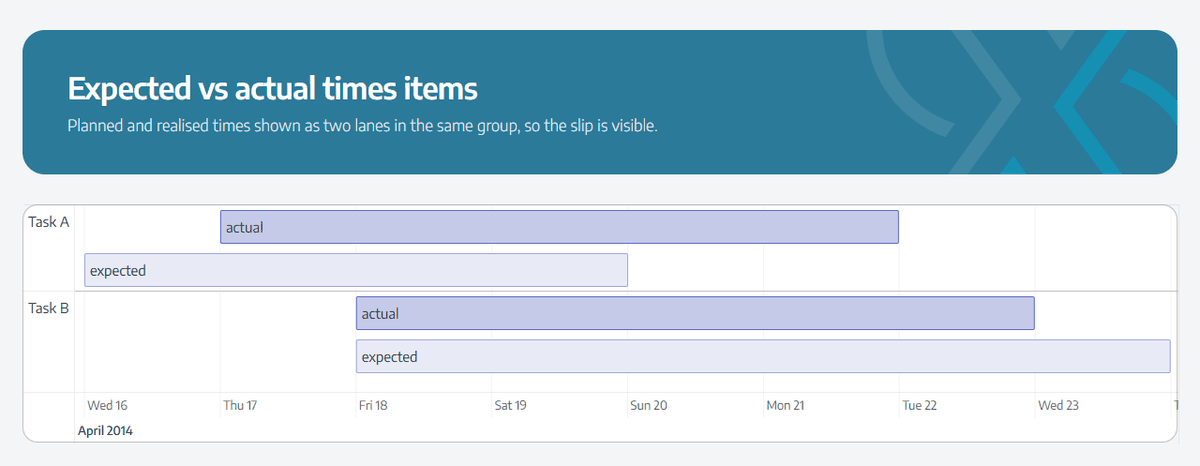 Expected vs actual times items
Planned and realised times shown as two lanes in the same group, so the slip is visible.
Task A
actual
expected
Task B
actual
expected
Wed 16 Thu 17 Fri 18 Sat 19 Sun 20 Mon 21 Tue 22 Wed 23
April 2014